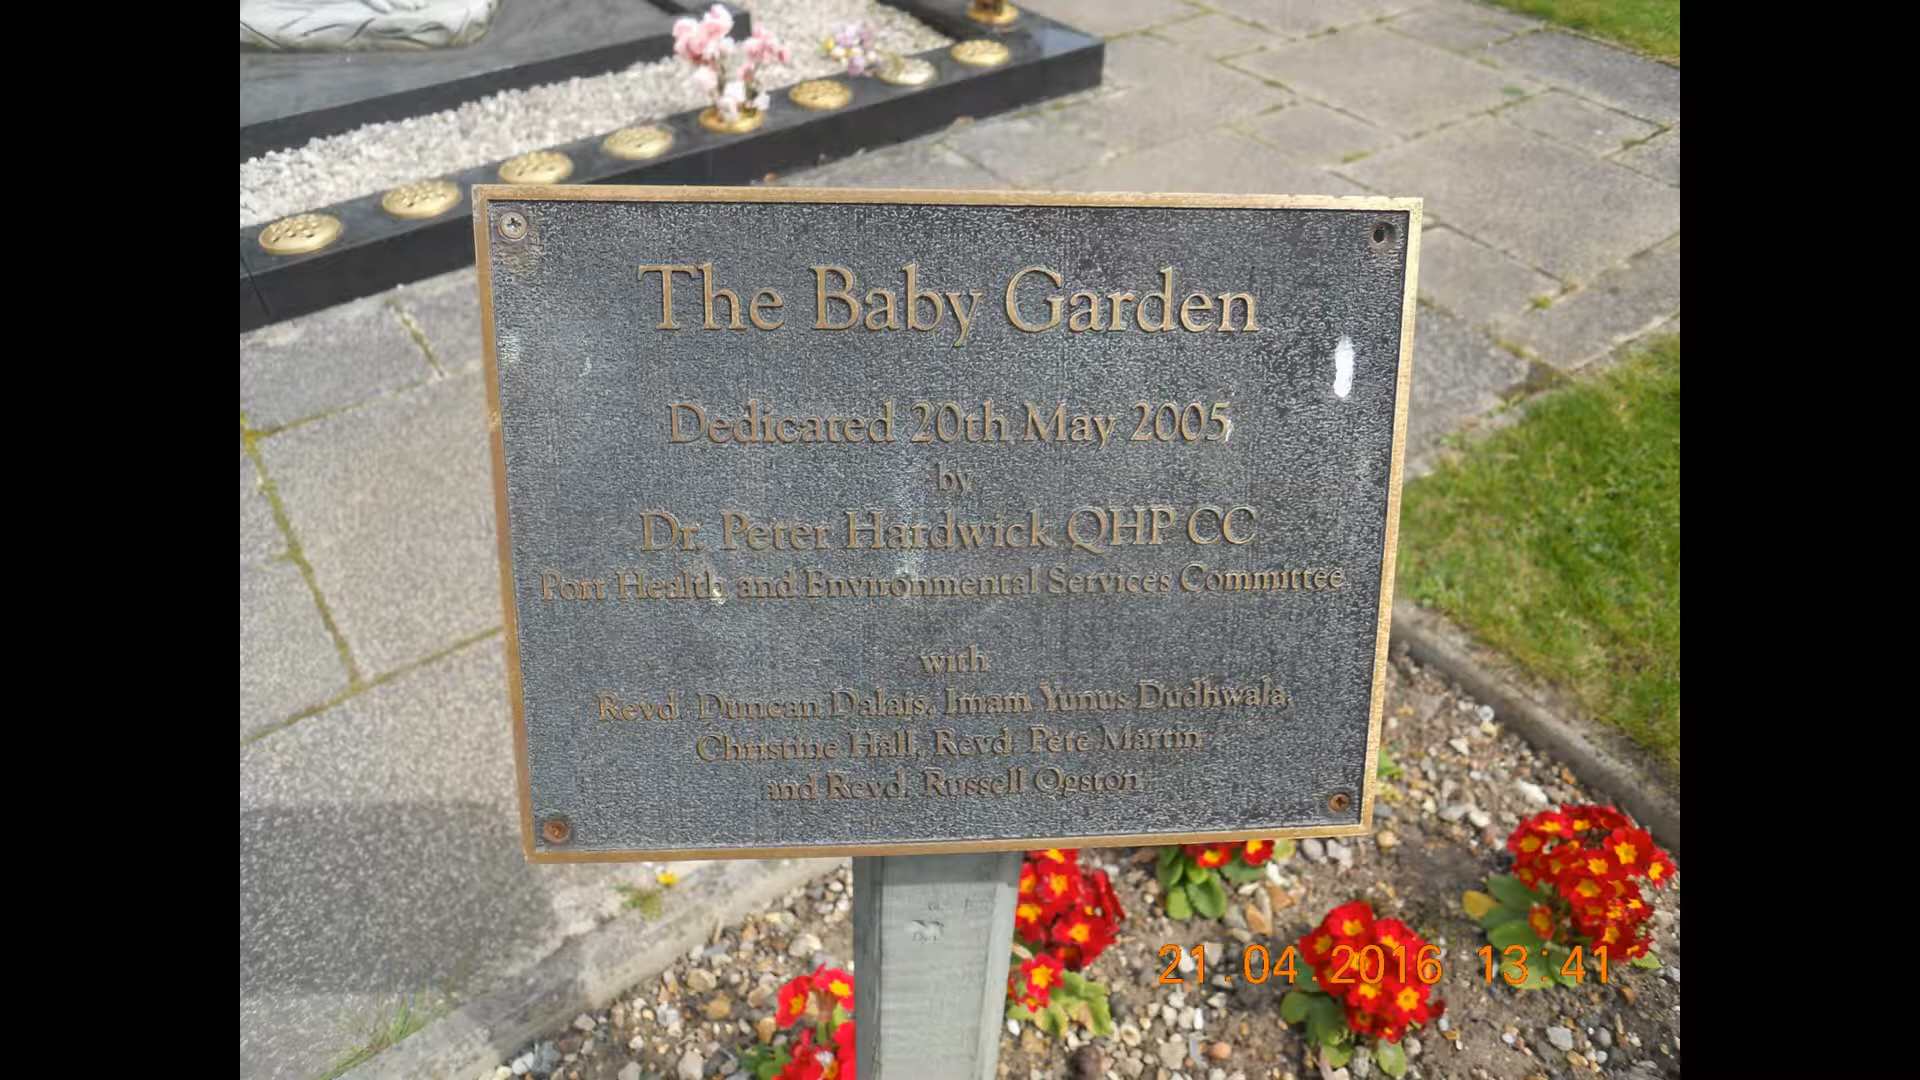 The Baby Garden
Dedicated 20th May 2005
by
Dr. Peter Hardwick QHP CC
Port Health and Environmental Services Committee
with
Revd. Duncan Dalais, Imam Yunus Dudhwala,
Christine Hall, Revd. Pete Martin
and Revd. Russell Ogston
21.04.2016 13:41